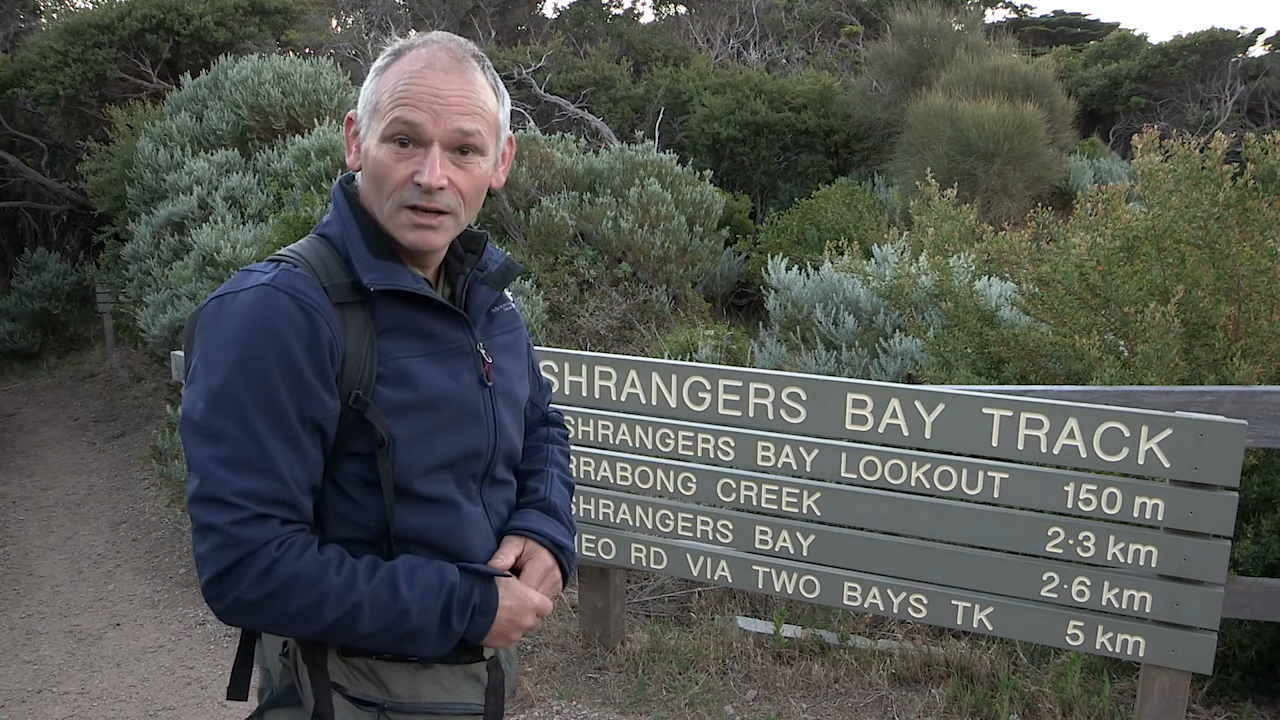 SHRANGERS BAY TRACK
SHRANGERS BAY LOOKOUT 150 m
RRABONG CREEK 2·3 km
SHRANGERS BAY 2·6 km
EO RD VIA TWO BAYS TK 5 km